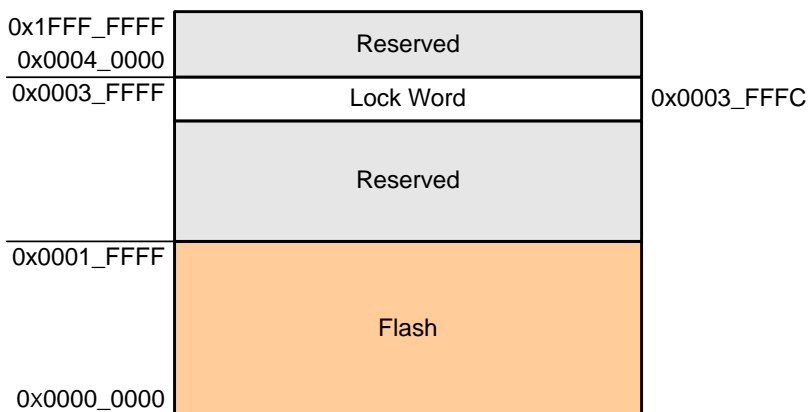 0x1FFF_FFFF
Reserved
0x0004_0000
0x0003_FFFF
Lock Word
0x0003_FFFC
Reserved
0x0001_FFFF
Flash
0x0000_0000